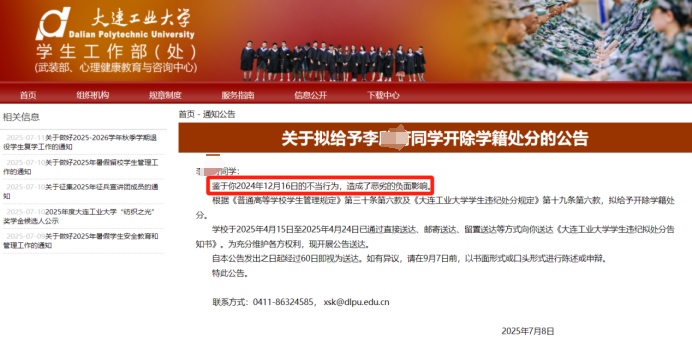 大连工业大学
Dalian Polytechnic University
学生工作部（处）
(武装部、心理健康教育与咨询中心)
首页
组织机构
规章制度
服务指南
信息公开
下载中心
相关信息
2025-07-11关于做好2025-2026学年秋季学期退
役学生复学工作的通知
关于做好2025年暑假留校学生管理工
作的通知
关于征集2025年征兵宣讲团成员的通
知
2025年度大连工业大学“纺织之光”
奖学金候选人公示
关于做好2025年暑假学生安全教育和
管理工作的通知
首页 - 通知公告
关于拟给予李 同学开除学籍处分的公告
同学：
鉴于你2024年12月16日的不当行为，造成了恶劣的负面影响。
根据《普通高等学校学生管理规定》第三十条第六款及《大连工业大学学生违纪处分规定》第十九条第六款，拟给予开除学籍处
分。
学校于2025年4月15日至2025年4月24日已通过直接送达、邮寄送达、留置送达等方式向你送达《大连工业大学学生违纪拟处分告
知书》。为充分维护各方权利，现开展公告送达。
自本公告发出之日起经过60日即视为送达。如有异议，请在9月7日前，以书面形式或口头形式进行陈述或申辩。
特此公告。
联系方式：0411-86324585， xsk@dlpu.edu.cn
2025年7月8日